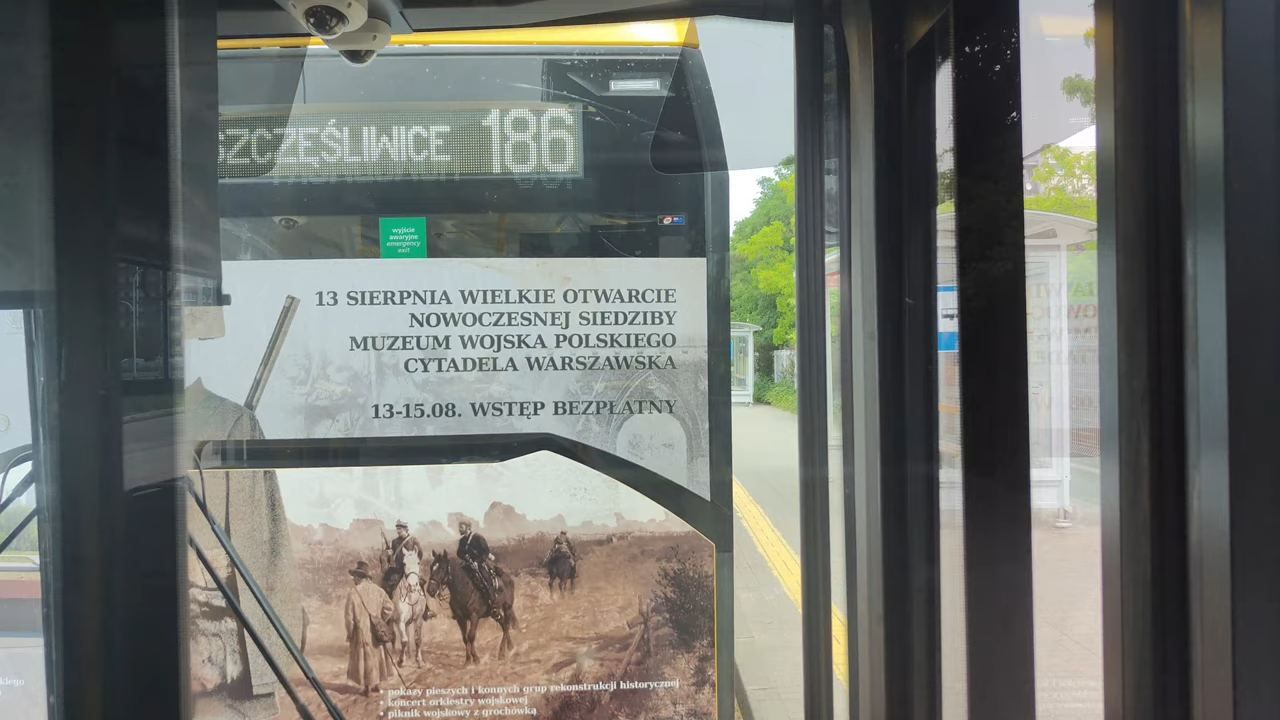 SZCZĘŚLIWICE 186
wyjście
awaryjne
emergency
exit
13 SIERPNIA WIELKIE OTWARCIE
NOWOCZESNEJ SIEDZIBY
MUZEUM WOJSKA POLSKIEGO
CYTADELA WARSZAWSKA
13-15.08. WSTĘP BEZPŁATNY
• pokazy pieszych i konnych grup rekonstrukcji historycznej
• koncert orkiestry wojskowej
• piknik wojskowy z grochówką